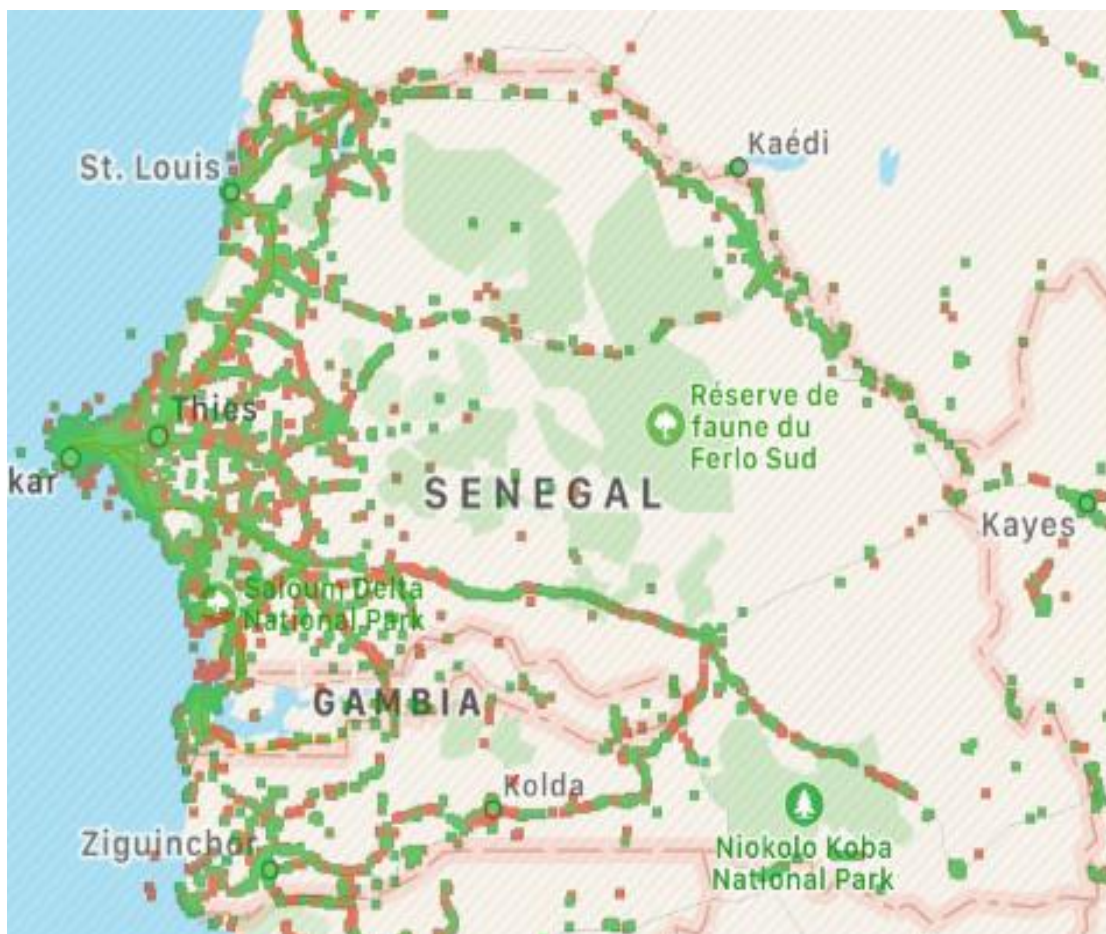 Kaédi
St. Louis
Thies
kar
Réserve de
faune du
Ferlo Sud
SENEGAL
Kayes
Saloum Delta
National Park
GAMBIA
Kolda
Ziguinchor
Niokolo Koba
National Park